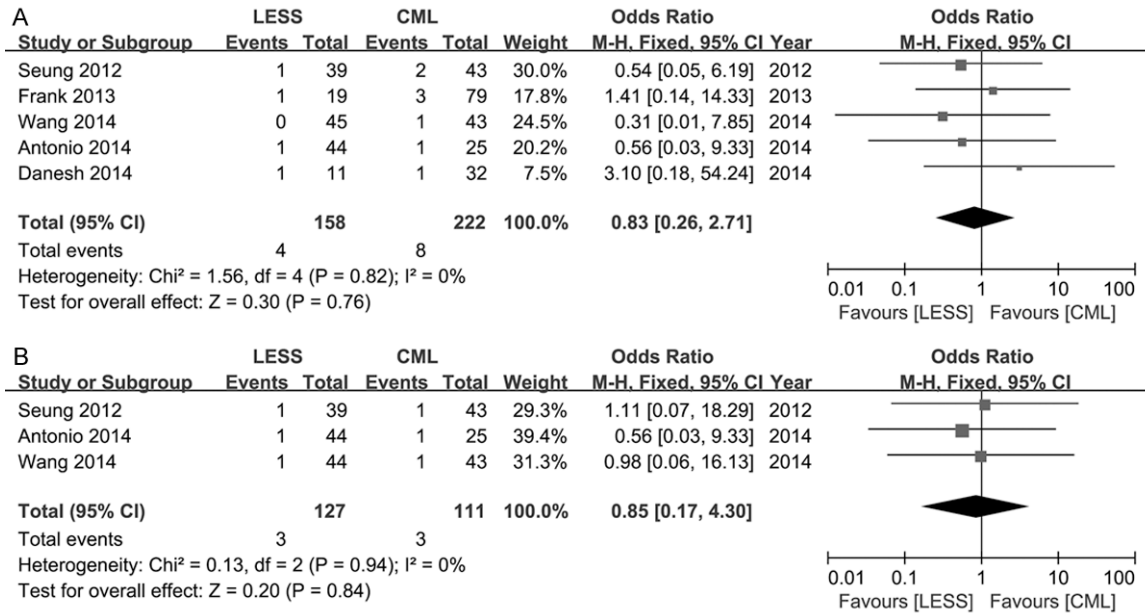 A LESS CML Odds Ratio Odds Ratio
Study or Subgroup Events Total Events Total Weight M-H, Fixed, 95% CI Year M-H, Fixed, 95% CI
Seung 2012 1 39 2 43 30.0% 0.54 [0.05, 6.19] 2012
Frank 2013 1 19 3 79 17.8% 1.41 [0.14, 14.33] 2013
Wang 2014 0 45 1 43 24.5% 0.31 [0.01, 7.85] 2014
Antonio 2014 1 44 1 25 20.2% 0.56 [0.03, 9.33] 2014
Danesh 2014 1 11 1 32 7.5% 3.10 [0.18, 54.24] 2014
Total (95% CI) 158 222 100.0% 0.83 [0.26, 2.71]
Total events 4 8
Heterogeneity: Chi² = 1.56, df = 4 (P = 0.82); I² = 0%
Test for overall effect: Z = 0.30 (P = 0.76)
0.01 0.1 1 10 100
Favours [LESS] Favours [CML]
B LESS CML Odds Ratio Odds Ratio
Study or Subgroup Events Total Events Total Weight M-H, Fixed, 95% CI Year M-H, Fixed, 95% CI
Seung 2012 1 39 1 43 29.3% 1.11 [0.07, 18.29] 2012
Antonio 2014 1 44 1 25 39.4% 0.56 [0.03, 9.33] 2014
Wang 2014 1 44 1 43 31.3% 0.98 [0.06, 16.13] 2014
Total (95% CI) 127 111 100.0% 0.85 [0.17, 4.30]
Total events 3 3
Heterogeneity: Chi² = 0.13, df = 2 (P = 0.94); I² = 0%
Test for overall effect: Z = 0.20 (P = 0.84)
0.01 0.1 1 10 100
Favours [LESS] Favours [CML]